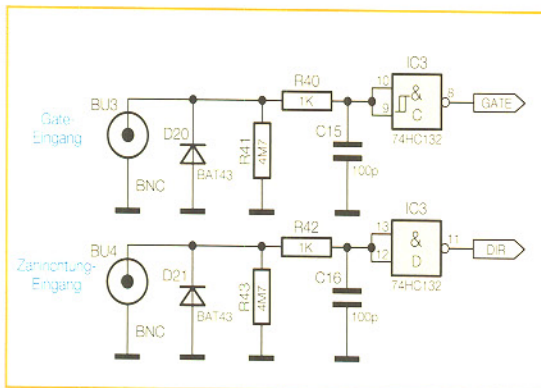 IC3
R40
1K
10
9
&
C
8
GATE
74HC132
BU3
Gate-
Eingang
D20
BAT43
R41
4M7
C15
100p
BNC
IC3
R42
1K
13
12
&
D
11
DIR
74HC132
BU4
Zählrichtung-
Eingang
D21
BAT43
R43
4M7
C16
100p
BNC